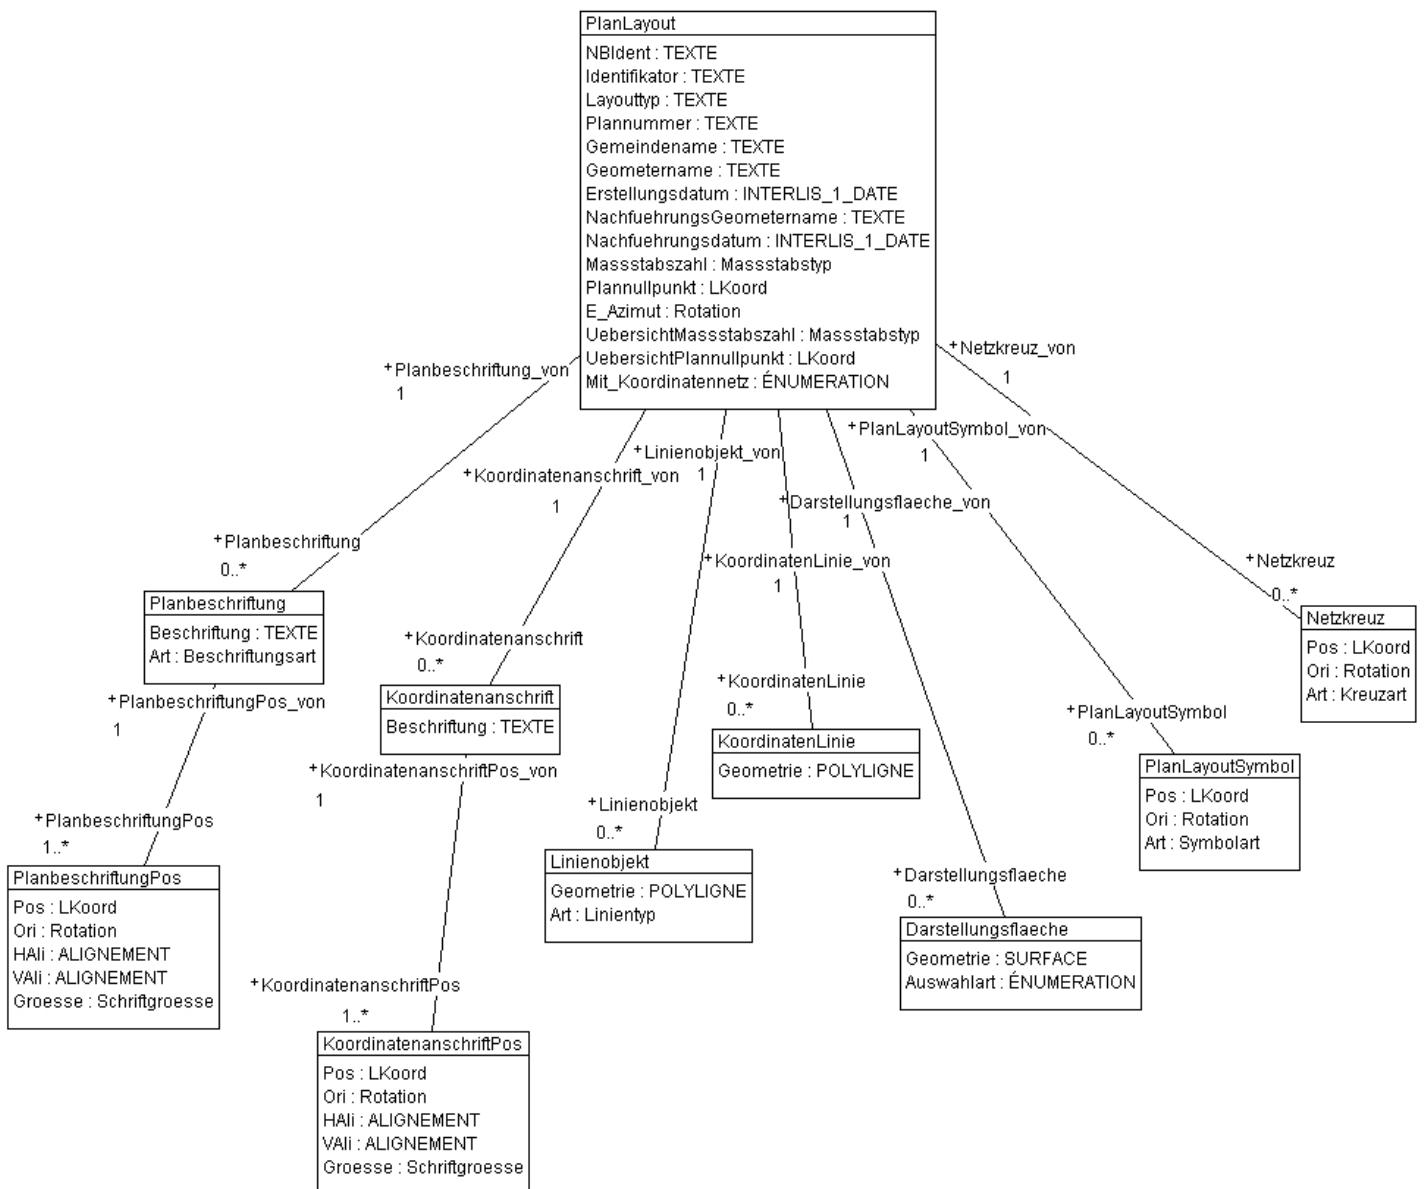 PlanLayout
NBIdent : TEXTE
Identifikator : TEXTE
Layouttyp : TEXTE
Plannummer : TEXTE
Gemeindename : TEXTE
Geometername : TEXTE
Erstellungsdatum : INTERLIS_1_DATE
NachfuehrungsGeometername : TEXTE
Nachfuehrungsdatum : INTERLIS_1_DATE
Massstabszahl : Massstabstyp
Plannullpunkt : LKoord
E_Azimut : Rotation
UebersichtMassstabszahl : Massstabstyp
UebersichtPlannullpunkt : LKoord
Mit_Koordinatennetz : ÉNUMERATION
+Planbeschriftung_von
1
+Netzkreuz_von
1
+PlanLayoutSymbol_von
1
+Linienobjekt_von
1
+Koordinatenanschrift_von
1
+Darstellungsflaeche_von
1
+KoordinatenLinie_von
1
+Planbeschriftung
0..*
Planbeschriftung
Beschriftung : TEXTE
Art : Beschriftungsart
+PlanbeschriftungPos_von
1
+PlanbeschriftungPos
1..*
PlanbeschriftungPos
Pos : LKoord
Ori : Rotation
HAli : ALIGNEMENT
VAli : ALIGNEMENT
Groesse : Schriftgroesse
+Koordinatenanschrift
0..*
Koordinatenanschrift
Beschriftung : TEXTE
+KoordinatenanschriftPos_von
1
+KoordinatenanschriftPos
1..*
KoordinatenanschriftPos
Pos : LKoord
Ori : Rotation
HAli : ALIGNEMENT
VAli : ALIGNEMENT
Groesse : Schriftgroesse
+Linienobjekt
0..*
Linienobjekt
Geometrie : POLYLIGNE
Art : Linientyp
+KoordinatenLinie
0..*
KoordinatenLinie
Geometrie : POLYLIGNE
+Darstellungsflaeche
0..*
Darstellungsflaeche
Geometrie : SURFACE
Auswahlart : ÉNUMERATION
+PlanLayoutSymbol
0..*
PlanLayoutSymbol
Pos : LKoord
Ori : Rotation
Art : Symbolart
+Netzkreuz
0..*
Netzkreuz
Pos : LKoord
Ori : Rotation
Art : Kreuzart